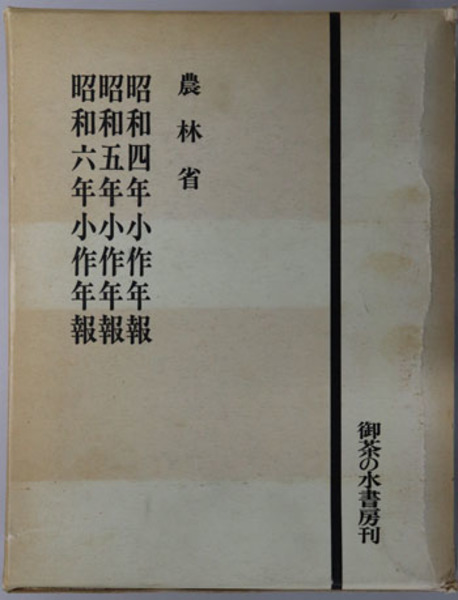 農林省
昭和四年小作年報
昭和五年小作年報
昭和六年小作年報
御茶の水書房刊